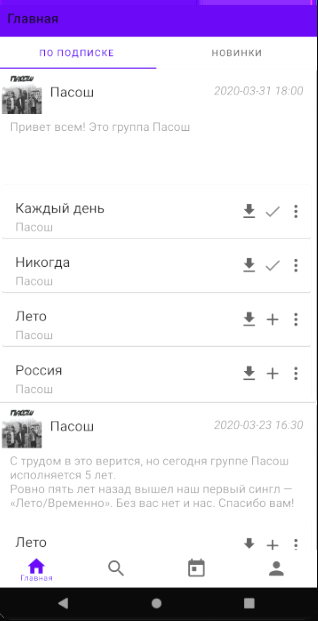 Главная
ПО ПОДПИСКЕ НОВИНКИ
ПАСОШ
Пасош 2020-03-31 18:00
Привет всем! Это группа Пасош
Каждый день
Пасош
Никогда
Пасош
Лето
Пасош
Россия
Пасош
ПАСОШ
Пасош 2020-03-23 16:30
С трудом в это верится, но сегодня группе Пасош
исполняется 5 лет.
Ровно пять лет назад вышел наш первый сингл —
«Лето/Временно». Без вас нет и нас. Спасибо вам!
Лето
Главная